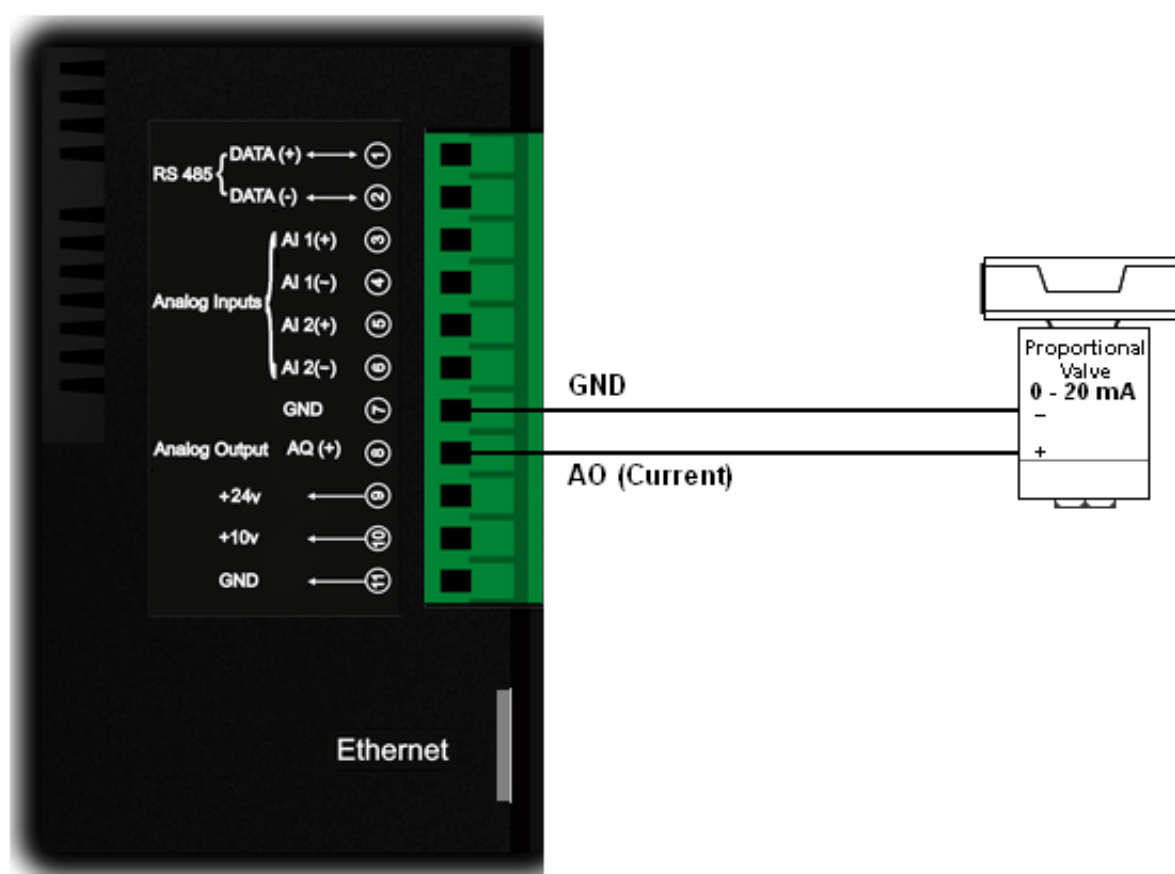 RS 485
DATA (+) 1
DATA (-) 2
Analog Inputs
AI 1(+) 3
AI 1(−) 4
AI 2(+) 5
AI 2(−) 6
GND 7
Analog Output AQ (+) 8
+24v 9
+10v 10
GND 11
Ethernet
GND
AO (Current)
Proportional
Valve
0 - 20 mA
−
+